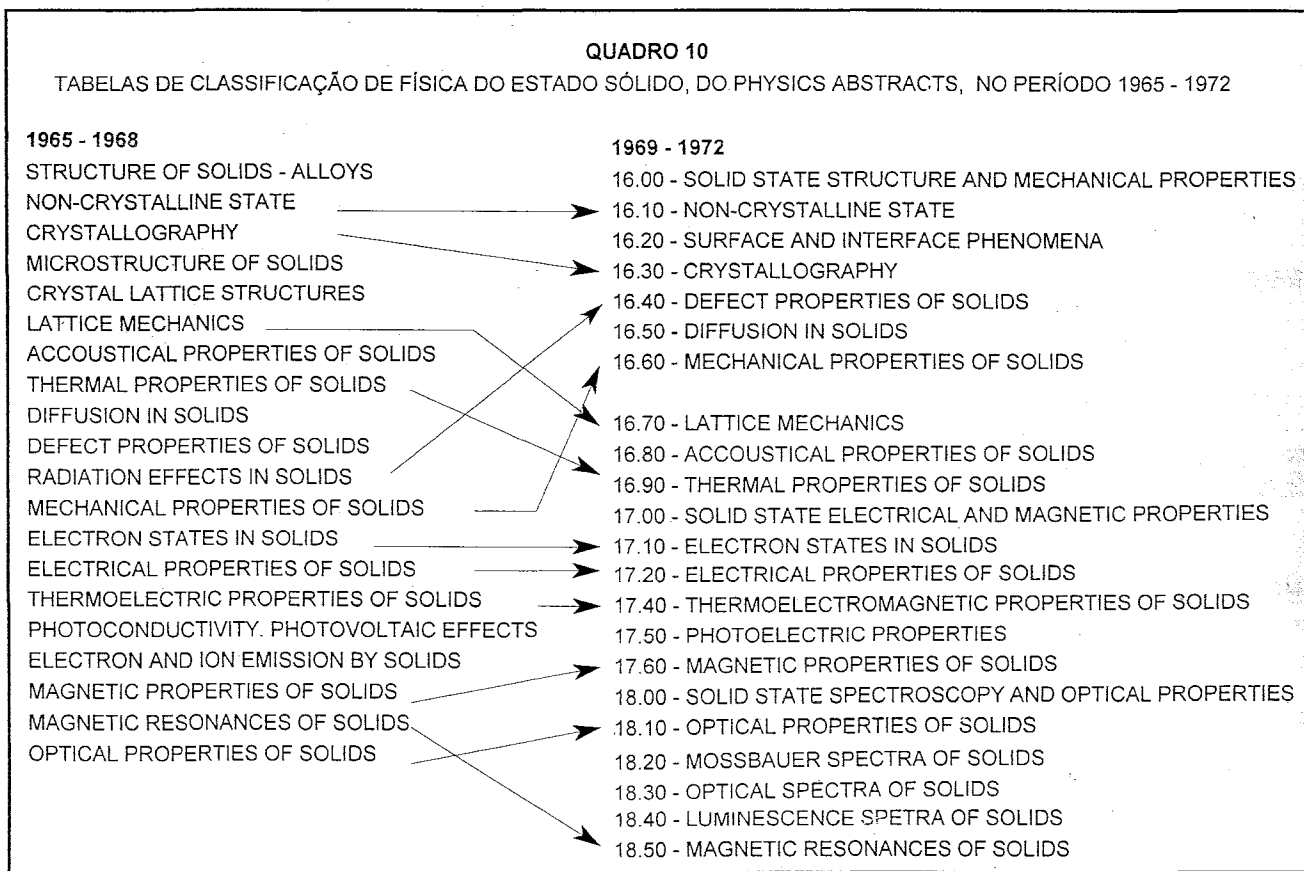 QUADRO 10
TABELAS DE CLASSIFICAÇÃO DE FÍSICA DO ESTADO SÓLIDO, DO PHYSICS ABSTRACTS, NO PERÍODO 1965 - 1972
1965 - 1968
STRUCTURE OF SOLIDS - ALLOYS
NON-CRYSTALLINE STATE
CRYSTALLOGRAPHY
MICROSTRUCTURE OF SOLIDS
CRYSTAL LATTICE STRUCTURES
LATTICE MECHANICS
ACCOUSTICAL PROPERTIES OF SOLIDS
THERMAL PROPERTIES OF SOLIDS
DIFFUSION IN SOLIDS
DEFECT PROPERTIES OF SOLIDS
RADIATION EFFECTS IN SOLIDS
MECHANICAL PROPERTIES OF SOLIDS
ELECTRON STATES IN SOLIDS
ELECTRICAL PROPERTIES OF SOLIDS
THERMOELECTRIC PROPERTIES OF SOLIDS
PHOTOCONDUCTIVITY. PHOTOVOLTAIC EFFECTS
ELECTRON AND ION EMISSION BY SOLIDS
MAGNETIC PROPERTIES OF SOLIDS
MAGNETIC RESONANCES OF SOLIDS
OPTICAL PROPERTIES OF SOLIDS
1969 - 1972
16.00 - SOLID STATE STRUCTURE AND MECHANICAL PROPERTIES
16.10 - NON-CRYSTALLINE STATE
16.20 - SURFACE AND INTERFACE PHENOMENA
16.30 - CRYSTALLOGRAPHY
16.40 - DEFECT PROPERTIES OF SOLIDS
16.50 - DIFFUSION IN SOLIDS
16.60 - MECHANICAL PROPERTIES OF SOLIDS
16.70 - LATTICE MECHANICS
16.80 - ACCOUSTICAL PROPERTIES OF SOLIDS
16.90 - THERMAL PROPERTIES OF SOLIDS
17.00 - SOLID STATE ELECTRICAL AND MAGNETIC PROPERTIES
17.10 - ELECTRON STATES IN SOLIDS
17.20 - ELECTRICAL PROPERTIES OF SOLIDS
17.40 - THERMOELECTROMAGNETIC PROPERTIES OF SOLIDS
17.50 - PHOTOELECTRIC PROPERTIES
17.60 - MAGNETIC PROPERTIES OF SOLIDS
18.00 - SOLID STATE SPECTROSCOPY AND OPTICAL PROPERTIES
18.10 - OPTICAL PROPERTIES OF SOLIDS
18.20 - MOSSBAUER SPECTRA OF SOLIDS
18.30 - OPTICAL SPECTRA OF SOLIDS
18.40 - LUMINESCENCE SPETRA OF SOLIDS
18.50 - MAGNETIC RESONANCES OF SOLIDS